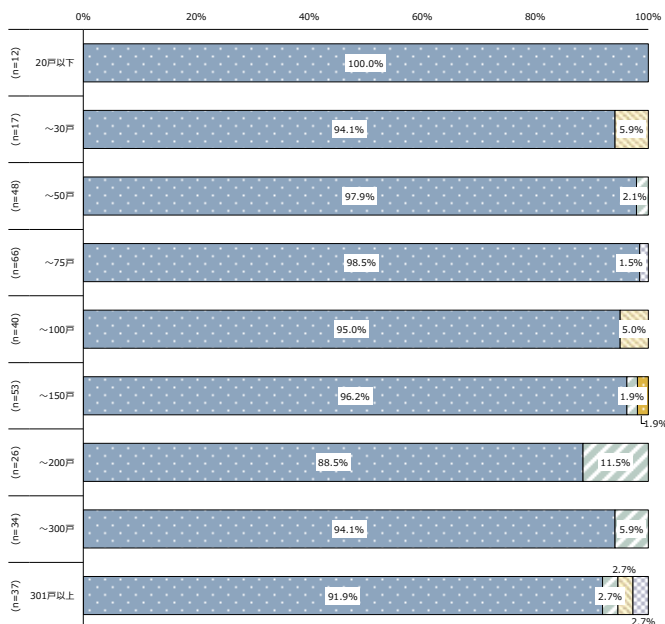 0% 20% 40% 60% 80% 100%
(n=12) 20戸以下 100.0%
(n=17) ～30戸 94.1% 5.9%
(n=48) ～50戸 97.9% 2.1%
(n=66) ～75戸 98.5% 1.5%
(n=40) ～100戸 95.0% 5.0%
(n=53) ～150戸 96.2% 1.9%
1.9%
(n=26) ～200戸 88.5% 11.5%
(n=34) ～300戸 94.1% 5.9%
2.7%
(n=37) 301戸以上 91.9% 2.7%
2.7%